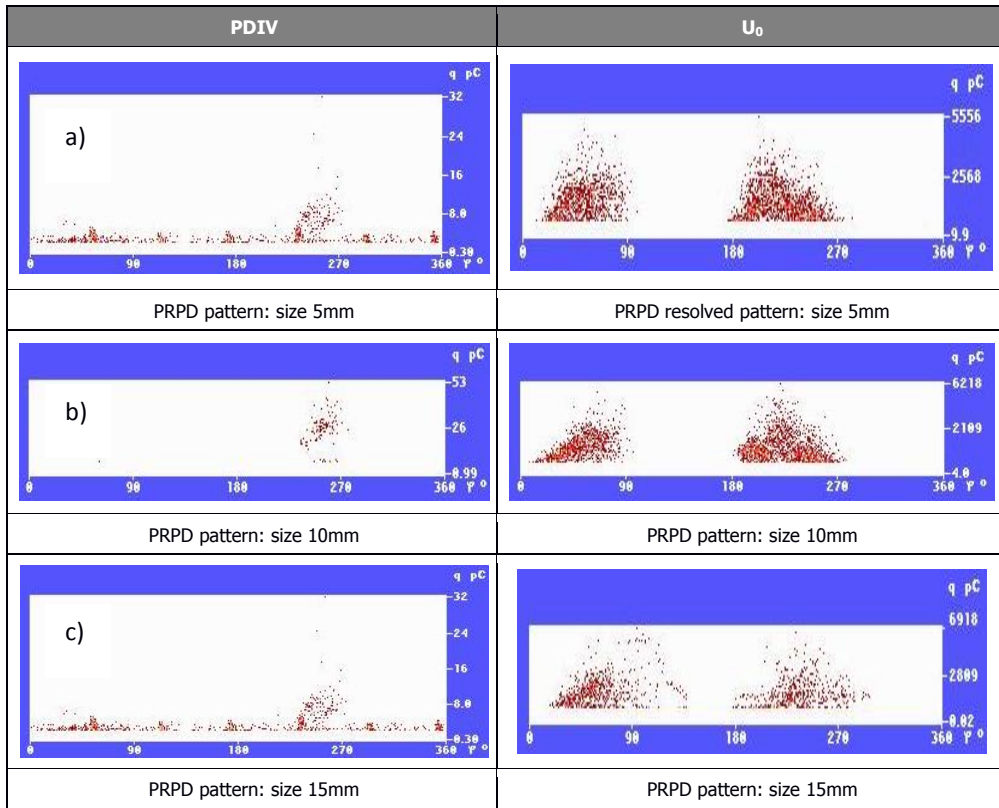 PDIV
U₀
a)
q pC
32
24
16
8.0
0.30
0 90 180 270 360 φ °
q pC
5556
2568
9.9
0 90 180 270 360 φ °
PRPD pattern: size 5mm
PRPD resolved pattern: size 5mm
b)
q pC
53
26
0.99
0 90 180 270 360 φ °
q pC
6218
2109
4.0
0 90 180 270 360 φ °
PRPD pattern: size 10mm
PRPD pattern: size 10mm
c)
q pC
32
24
16
8.0
0.30
0 90 180 270 360 φ °
q pC
6918
2809
0.02
0 90 180 270 360 φ °
PRPD pattern: size 15mm
PRPD pattern: size 15mm